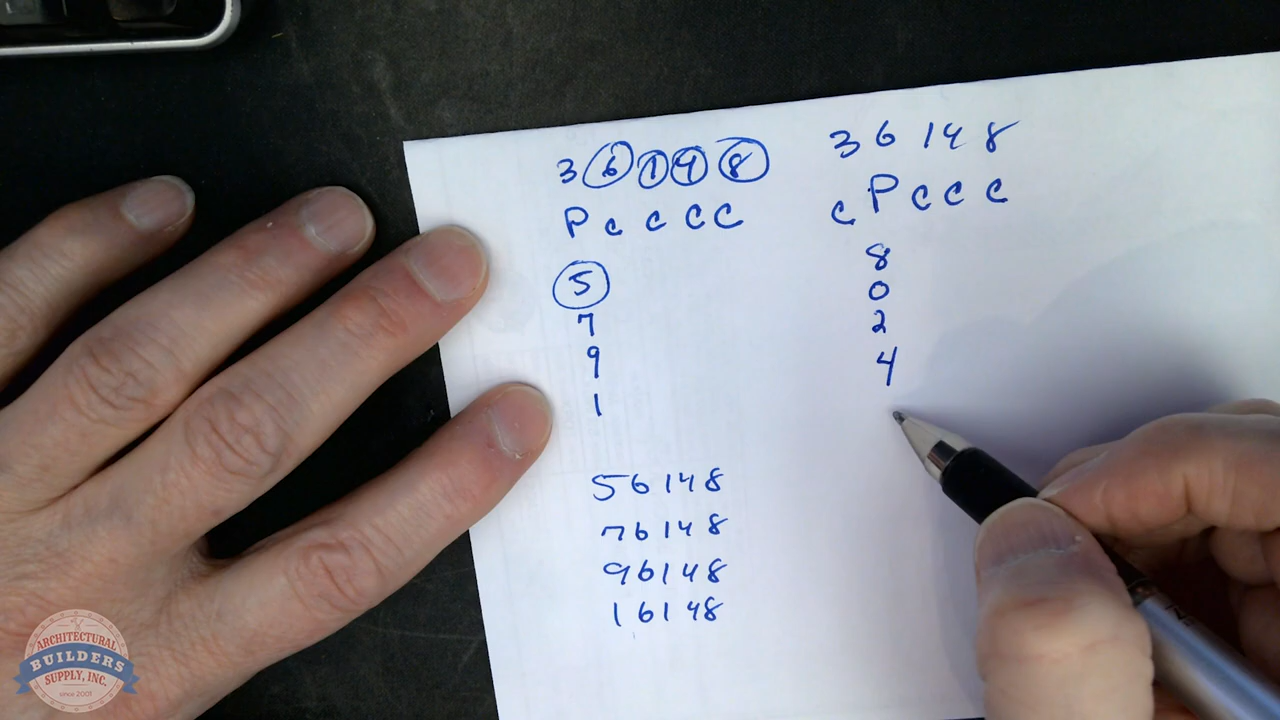 3 6 1 4 8
P c c c c
5
7
9
1
56148
76148
96148
16148
3 6 1 4 8
c P c c c
8
0
2
4
ARCHITECTURAL
BUILDERS
SUPPLY, INC.
since 2001